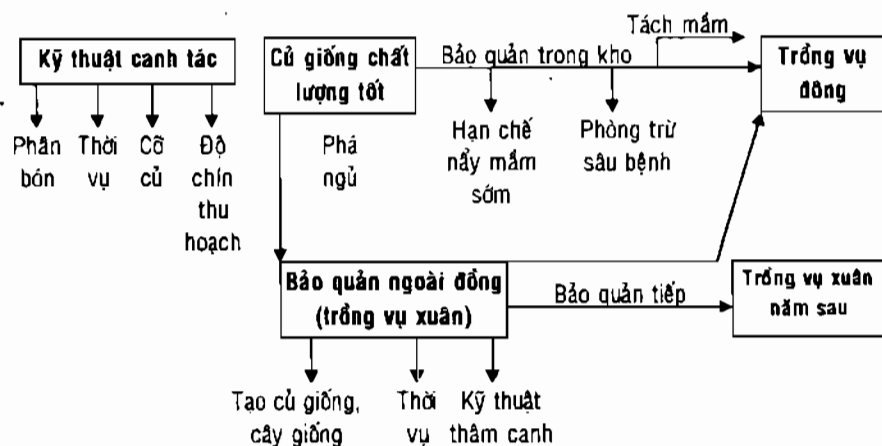 Kỹ thuật canh tác
Phân
bón
Thời
vụ
Cỡ
củ
Độ
chín
thu
hoạch
Củ giống chất
lượng tốt
Bảo quản trong kho
Tách mầm
Trồng vụ
đông
Hạn chế
nẩy mầm
sớm
Phòng trừ
sâu bệnh
Phá
ngủ
Bảo quản ngoài đồng
(trồng vụ xuân)
Bảo quản tiếp
Trồng vụ xuân
năm sau
Tạo củ giống,
cây giống
Thời
vụ
Kỹ thuật
thâm canh